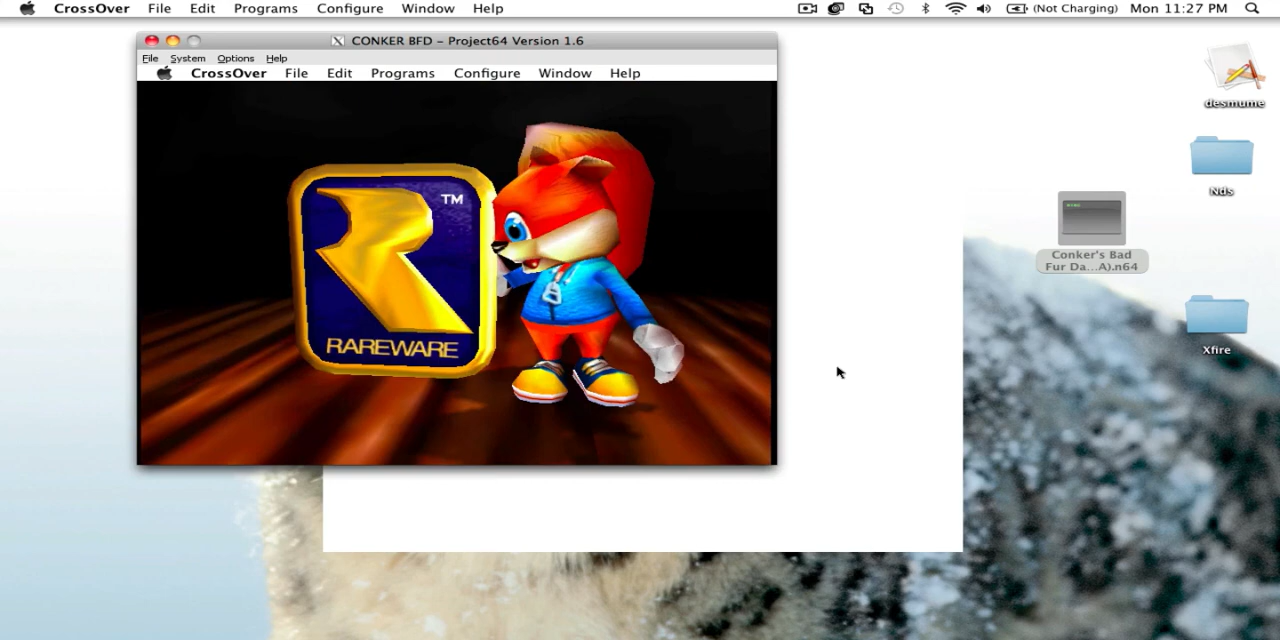 CrossOver File Edit Programs Configure Window Help (Not Charging) Mon 11:27 PM
X CONKER BFD - Project64 Version 1.6
File System Options Help
CrossOver File Edit Programs Configure Window Help
TM
RAREWARE
desmume
Nds
Conker's Bad
Fur Da...A).n64
Xfire